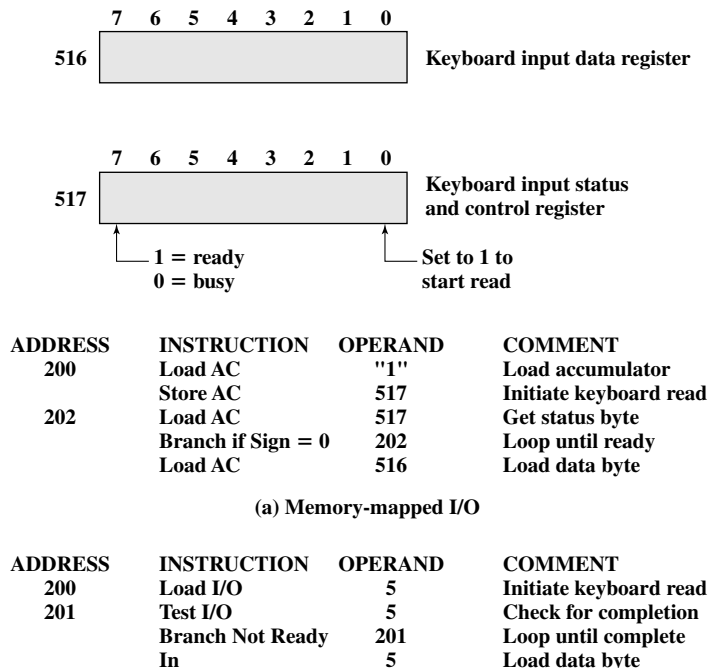 7 6 5 4 3 2 1 0
516 Keyboard input data register
7 6 5 4 3 2 1 0
517 Keyboard input status
and control register
1 = ready
0 = busy
Set to 1 to
start read
ADDRESS INSTRUCTION OPERAND COMMENT
200 Load AC "1" Load accumulator
Store AC 517 Initiate keyboard read
202 Load AC 517 Get status byte
Branch if Sign = 0 202 Loop until ready
Load AC 516 Load data byte
(a) Memory-mapped I/O
ADDRESS INSTRUCTION OPERAND COMMENT
200 Load I/O 5 Initiate keyboard read
201 Test I/O 5 Check for completion
Branch Not Ready 201 Loop until complete
In 5 Load data byte